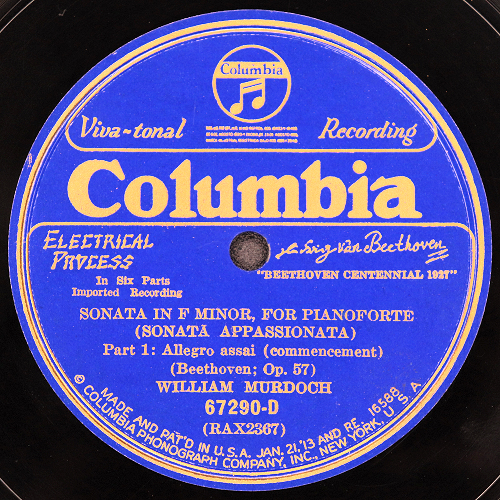 Columbia
Viva-tonal Recording
Columbia
ELECTRICAL
PROCESS
In Six Parts
Imported Recording
Ludwig van Beethoven
"BEETHOVEN CENTENNIAL 1927"
SONATA IN F MINOR, FOR PIANOFORTE
(SONATA APPASSIONATA)
Part 1: Allegro assai (commencement)
(Beethoven; Op. 57)
WILLIAM MURDOCH
67290-D
(RAX2367)
© MADE AND PAT'D IN U.S.A. JAN. 21, '13 AND RE 16588
COLUMBIA PHONOGRAPH COMPANY, INC., NEW YORK, U.S.A.